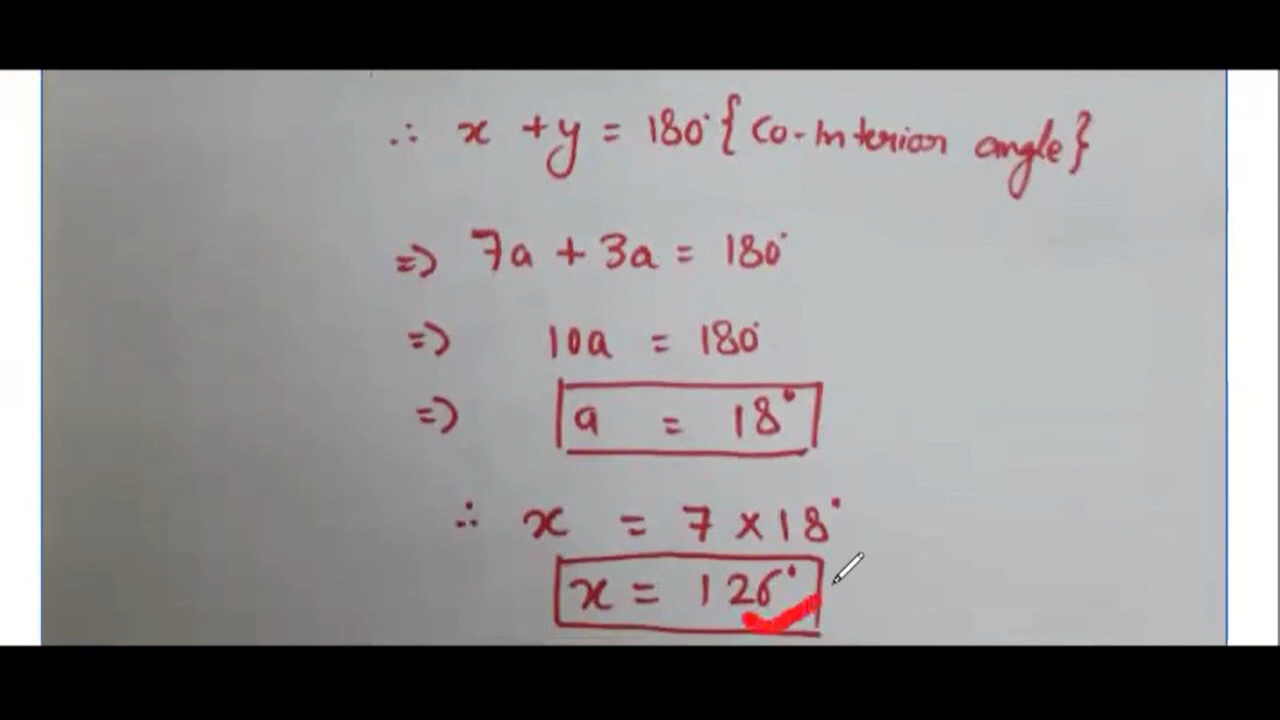 ∴ x + y = 180° {Co-Interior angle}
=> 7a + 3a = 180°
=> 10a = 180°
=> a = 18°
∴ x = 7 × 18°
x = 126°